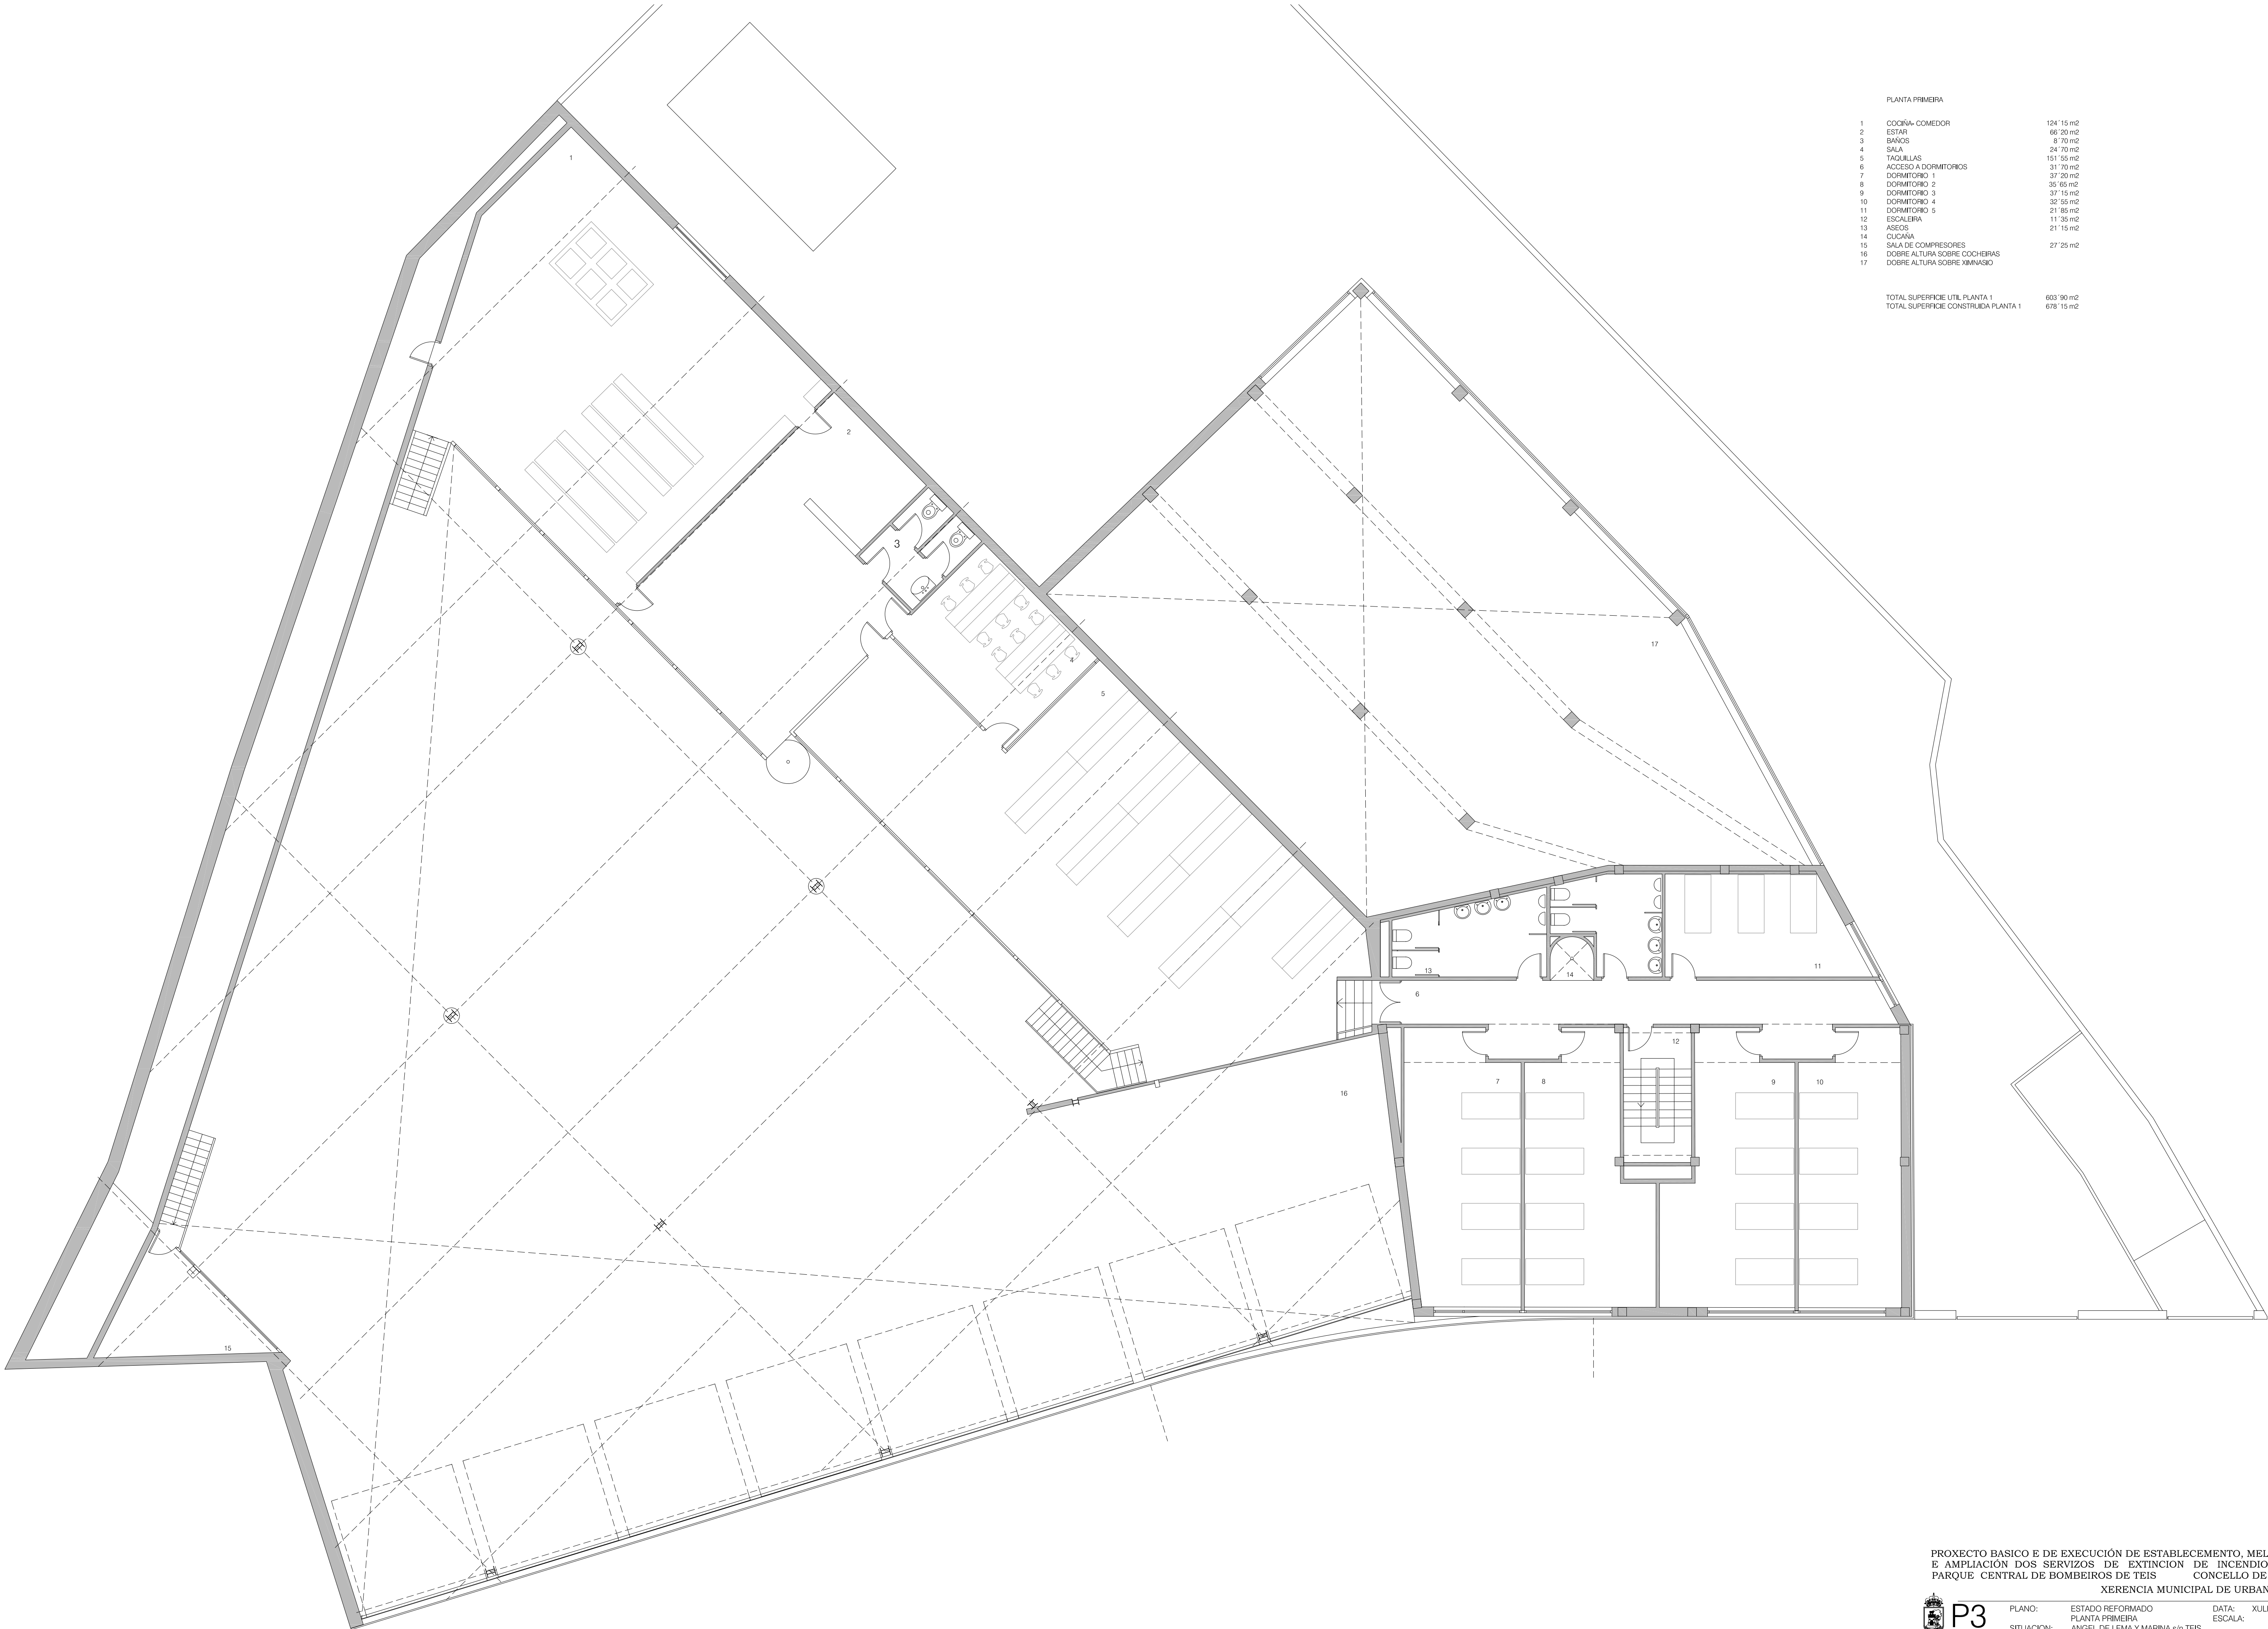 PLANTA PRIMEIRA
1 COCIÑA- COMEDOR 124´15 m2
2 ESTAR 66´20 m2
3 BAÑOS 8´70 m2
4 SALA 24´70 m2
5 TAQUILLAS 151´55 m2
6 ACCESO A DORMITORIOS 31´70 m2
7 DORMITORIO 1 37´20 m2
8 DORMITORIO 2 35´65 m2
9 DORMITORIO 3 37´15 m2
10 DORMITORIO 4 32´55 m2
11 DORMITORIO 5 21´85 m2
12 ESCALEIRA 11´35 m2
13 ASEOS 21´15 m2
14 CUCAÑA
15 SALA DE COMPRESORES 27´25 m2
16 DOBRE ALTURA SOBRE COCHEIRAS
17 DOBRE ALTURA SOBRE XIMNASIO
TOTAL SUPERFICIE UTIL PLANTA 1 603´90 m2
TOTAL SUPERFICIE CONSTRUIDA PLANTA 1 678´15 m2
1
2
3
4
5
17
11
13
14
6
12
7
8
9
10
16
15
PROXECTO BASICO E DE EXECUCIÓN DE ESTABLECEMENTO, MEL
E AMPLIACIÓN DOS SERVIZOS DE EXTINCION DE INCENDIO
PARQUE CENTRAL DE BOMBEIROS DE TEIS CONCELLO DE
XERENCIA MUNICIPAL DE URBAN
P3 PLANO: ESTADO REFORMADO DATA: XULI
PLANTA PRIMEIRA ESCALA:
SITUACION: ANGEL DE LEMA Y MARINA s/n TEIS